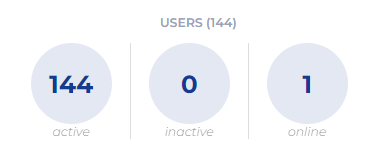 USERS (144)
144 0 1
active inactive online